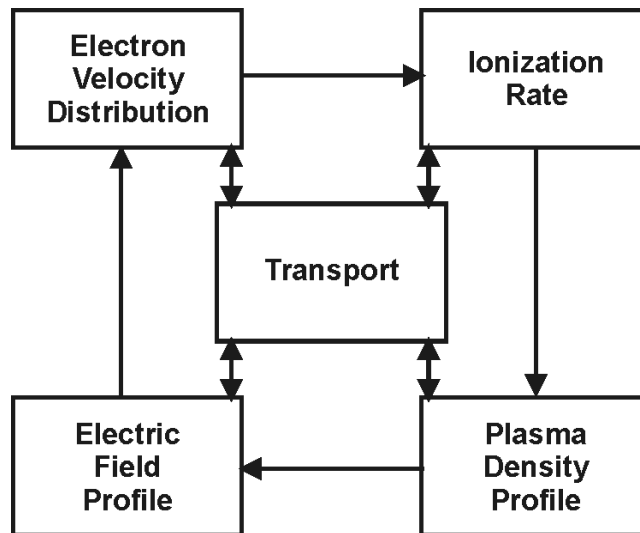 Electron
Velocity
Distribution
Ionization
Rate
Transport
Electric
Field
Profile
Plasma
Density
Profile